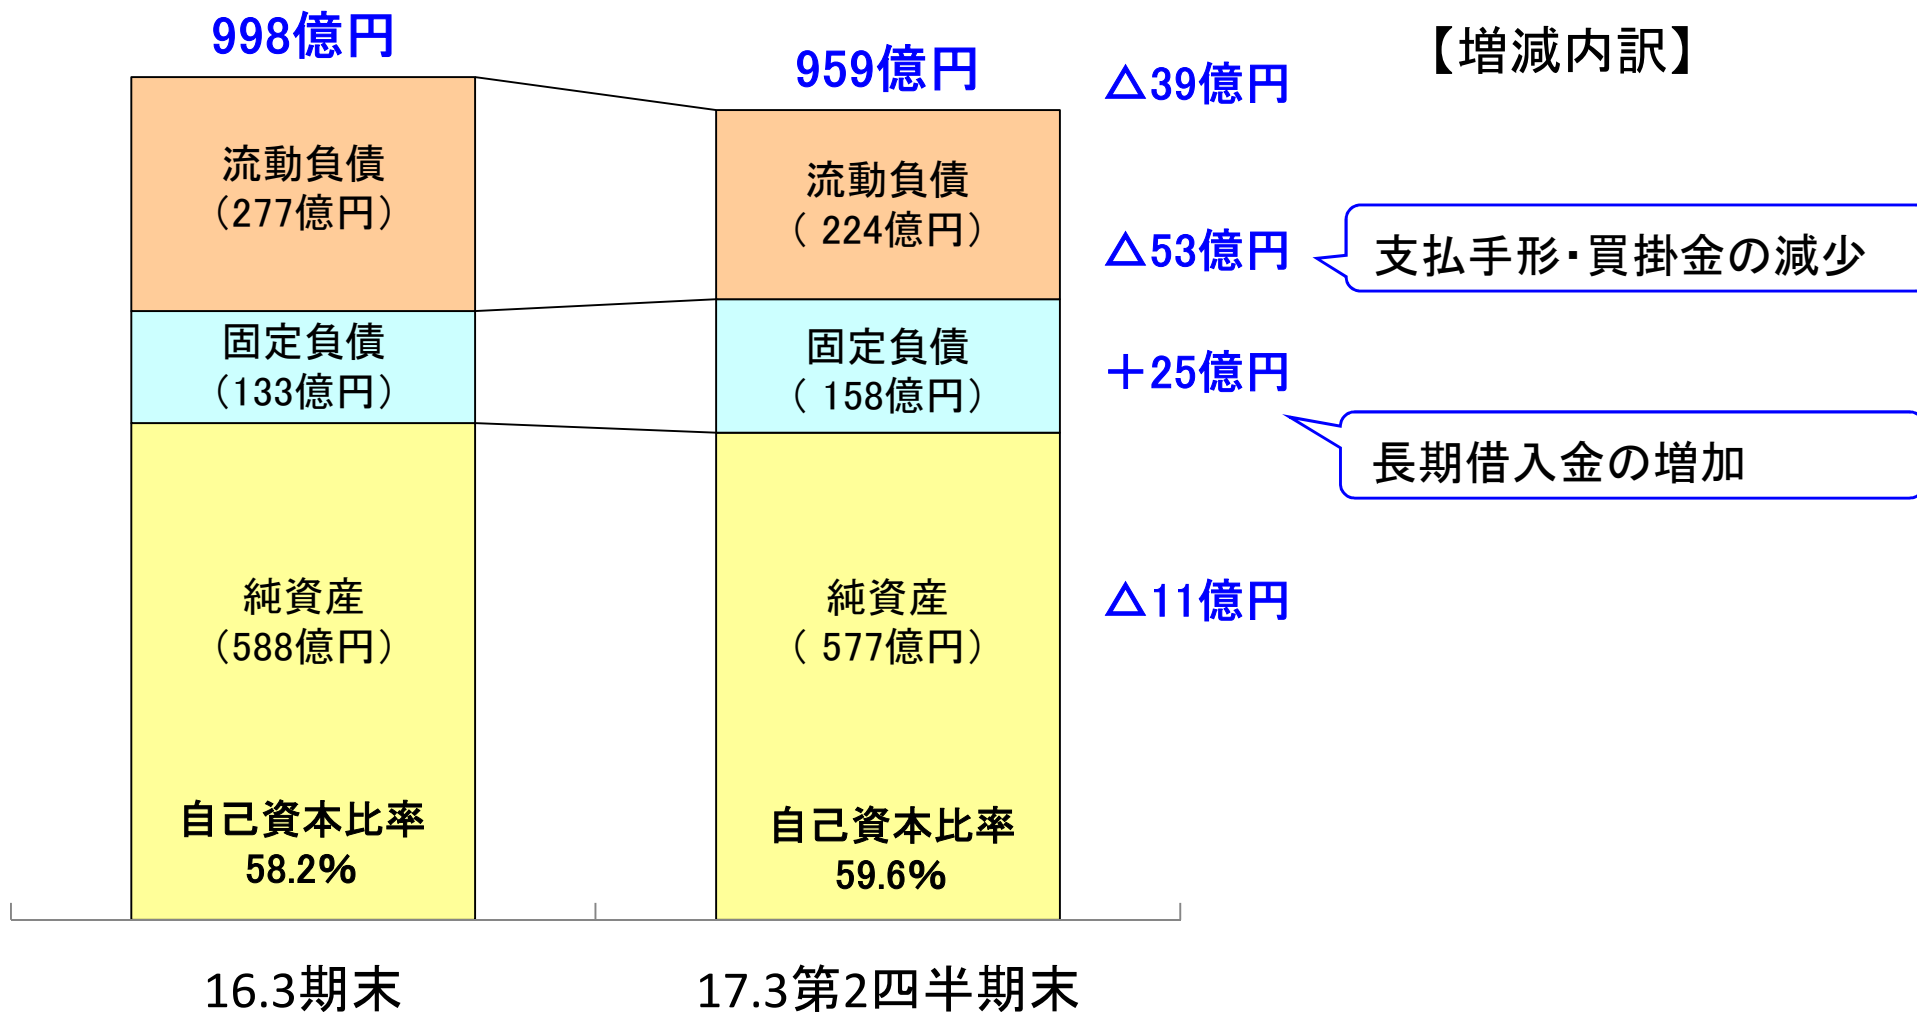 998億円
959億円
△39億円
【増減内訳】
流動負債
(277億円)
流動負債
( 224億円)
△53億円
支払手形・買掛金の減少
固定負債
(133億円)
固定負債
( 158億円)
+25億円
長期借入金の増加
純資産
(588億円)
純資産
( 577億円)
△11億円
自己資本比率
58.2%
自己資本比率
59.6%
16.3期末
17.3第2四半期末